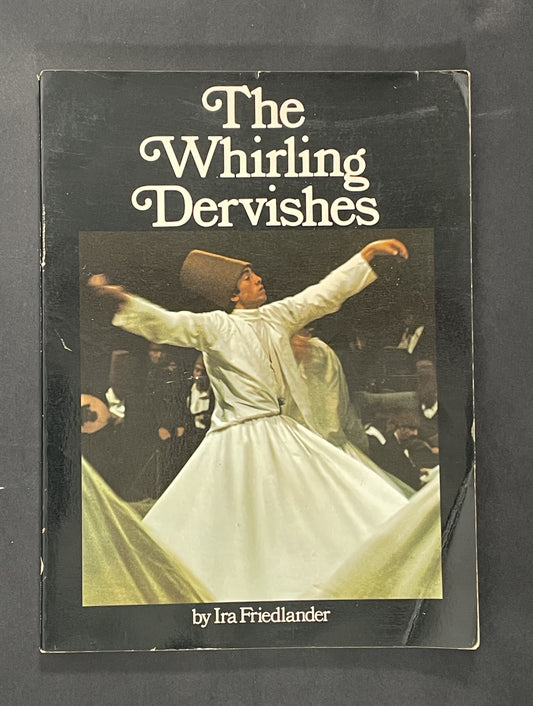 The
Whirling
Dervishes
by Ira Friedlander